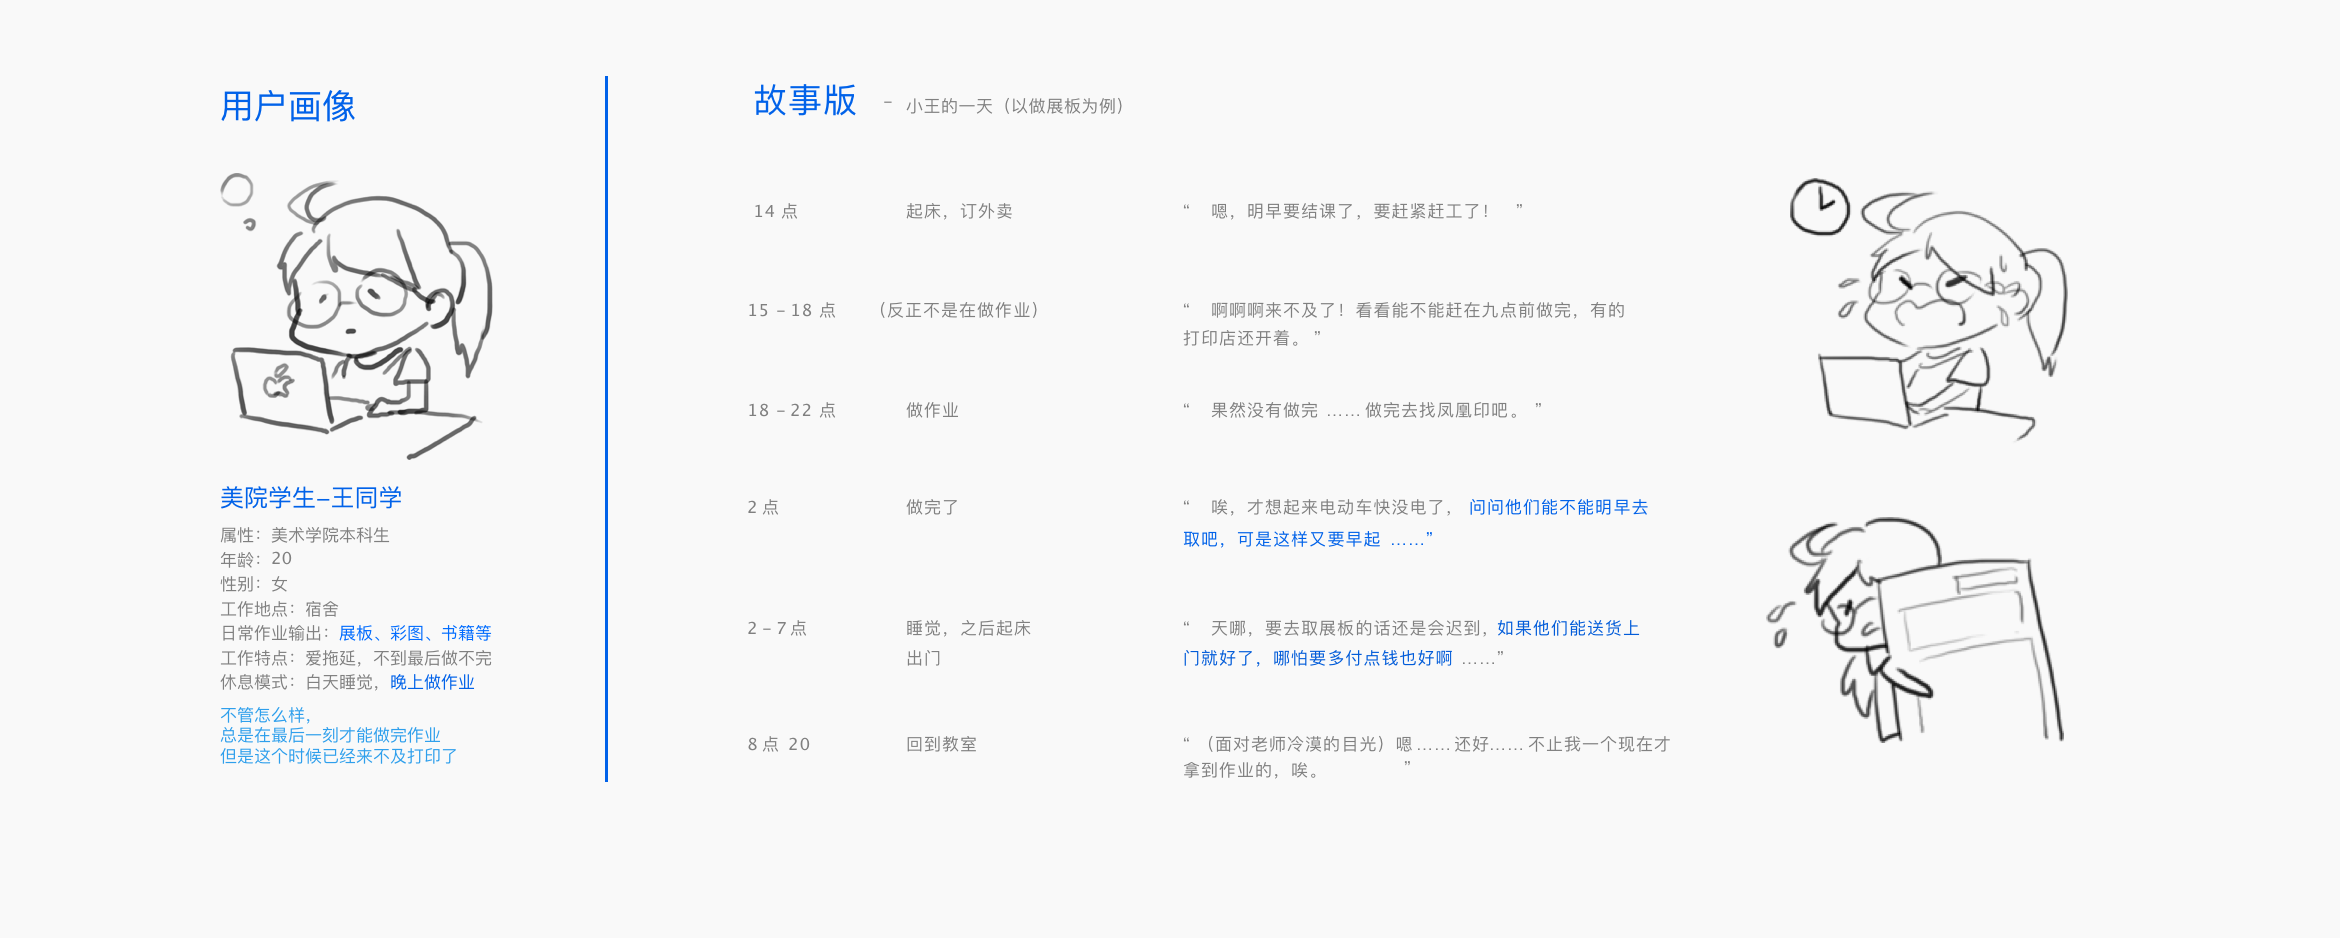 用户画像
美院学生–王同学
属性：美术学院本科生
年龄：20
性别：女
工作地点：宿舍
日常作业输出：展板、彩图、书籍等
工作特点：爱拖延，不到最后做不完
休息模式：白天睡觉，晚上做作业
不管怎么样，
总是在最后一刻才能做完作业
但是这个时候已经来不及打印了
故事版 – 小王的一天（以做展板为例）
14 点 起床，订外卖 “ 嗯，明早要结课了，要赶紧赶工了！ ”
15 – 18 点 （反正不是在做作业） “ 啊啊啊来不及了！看看能不能赶在九点前做完，有的
打印店还开着。”
18 – 22 点 做作业 “ 果然没有做完 …… 做完去找凤凰印吧。 ”
2 点 做完了 “ 唉，才想起来电动车快没电了， 问问他们能不能明早去
取吧，可是这样又要早起 ……”
2 – 7 点 睡觉，之后起床 “ 天哪，要去取展板的话还是会迟到，如果他们能送货上
出门 门就好了，哪怕要多付点钱也好啊 ……”
8 点 20 回到教室 “ （面对老师冷漠的目光）嗯 …… 还好…… 不止我一个现在才
拿到作业的，唉。 ”